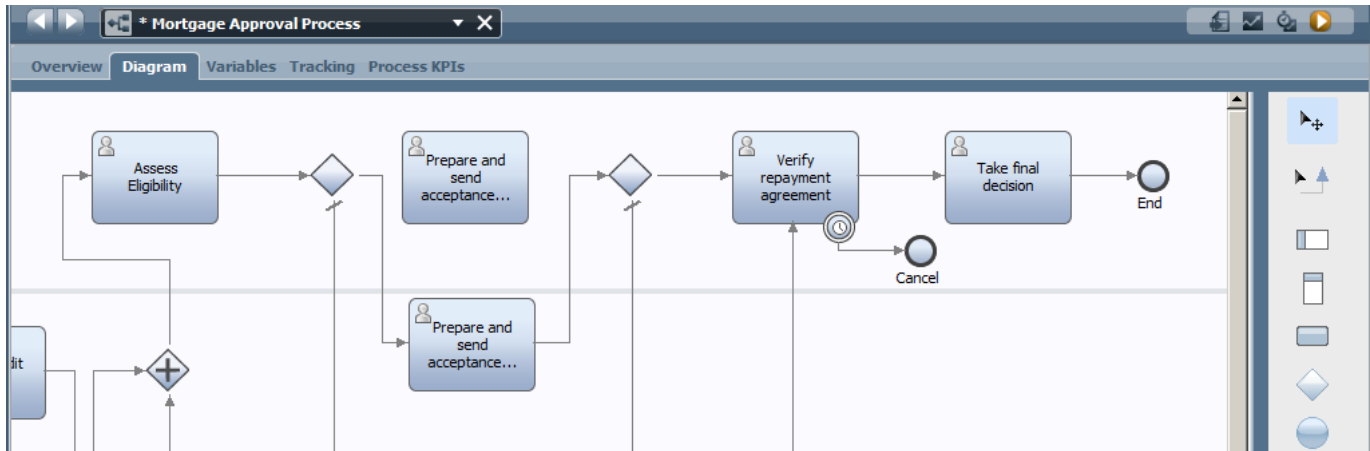 * Mortgage Approval Process
Overview Diagram Variables Tracking Process KPIs
Assess
Eligibility
Prepare and
send
acceptance...
Verify
repayment
agreement
Take final
decision
End
Cancel
Prepare and
send
acceptance...
dit